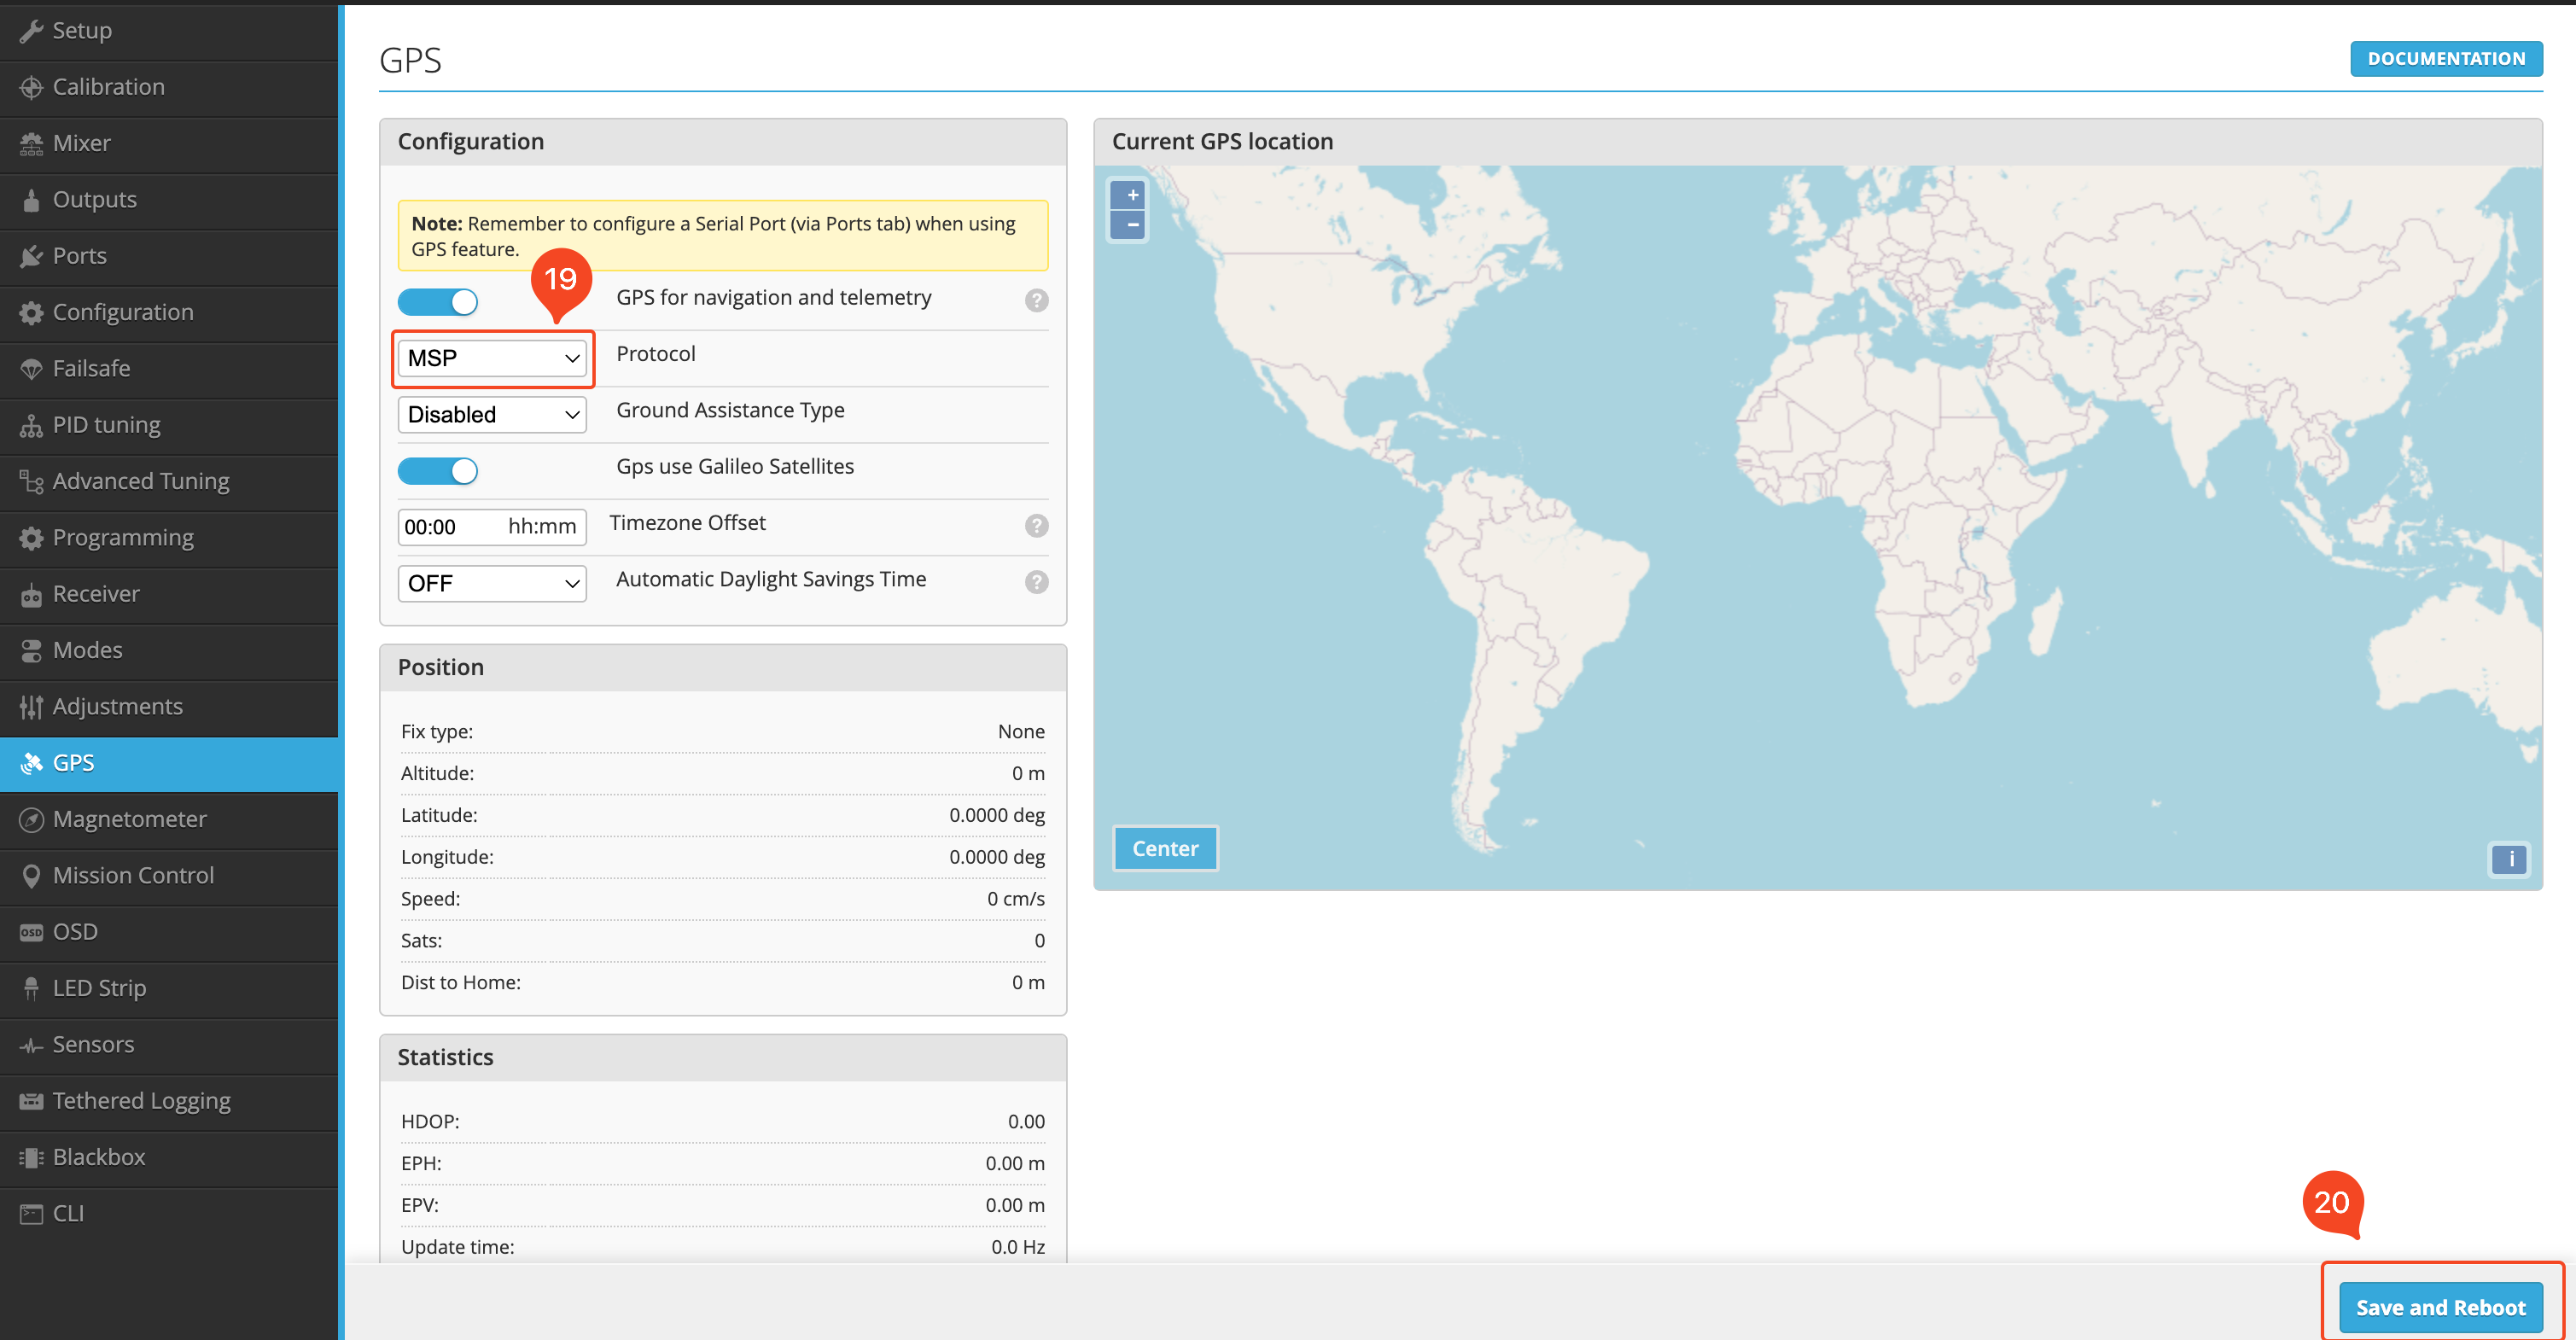 Setup
Calibration
Mixer
Outputs
Ports
Configuration
Failsafe
PID tuning
Advanced Tuning
Programming
Receiver
Modes
Adjustments
GPS
Magnetometer
Mission Control
OSD
OSD
LED Strip
Sensors
Tethered Logging
Blackbox
CLI
GPS
DOCUMENTATION
Configuration
Note: Remember to configure a Serial Port (via Ports tab) when using
GPS feature.
19
GPS for navigation and telemetry ?
MSP Protocol
Disabled Ground Assistance Type
Gps use Galileo Satellites
00:00 hh:mm Timezone Offset ?
OFF Automatic Daylight Savings Time ?
Position
Fix type: None
Altitude: 0 m
Latitude: 0.0000 deg
Longitude: 0.0000 deg
Speed: 0 cm/s
Sats: 0
Dist to Home: 0 m
Statistics
HDOP: 0.00
EPH: 0.00 m
EPV: 0.00 m
Update time: 0.0 Hz
Current GPS location
+
−
Center
i
20
Save and Reboot